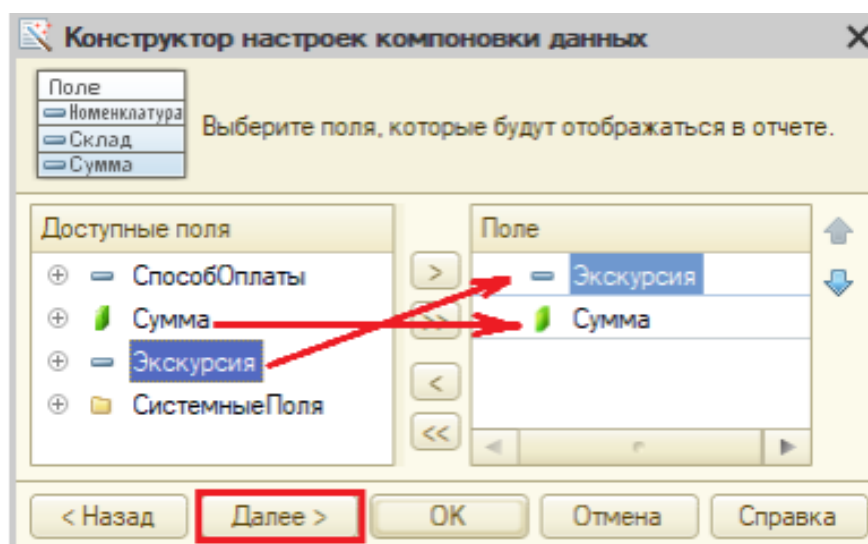 Конструктор настроек компоновки данных
Поле
Номенклатура
Склад
Сумма
Выберите поля, которые будут отображаться в отчете.
Доступные поля
СпособОплаты
Сумма
Экскурсия
СистемныеПоля
>
>>
<
<<
Поле
Экскурсия
Сумма
< Назад
Далее >
ОК
Отмена
Справка